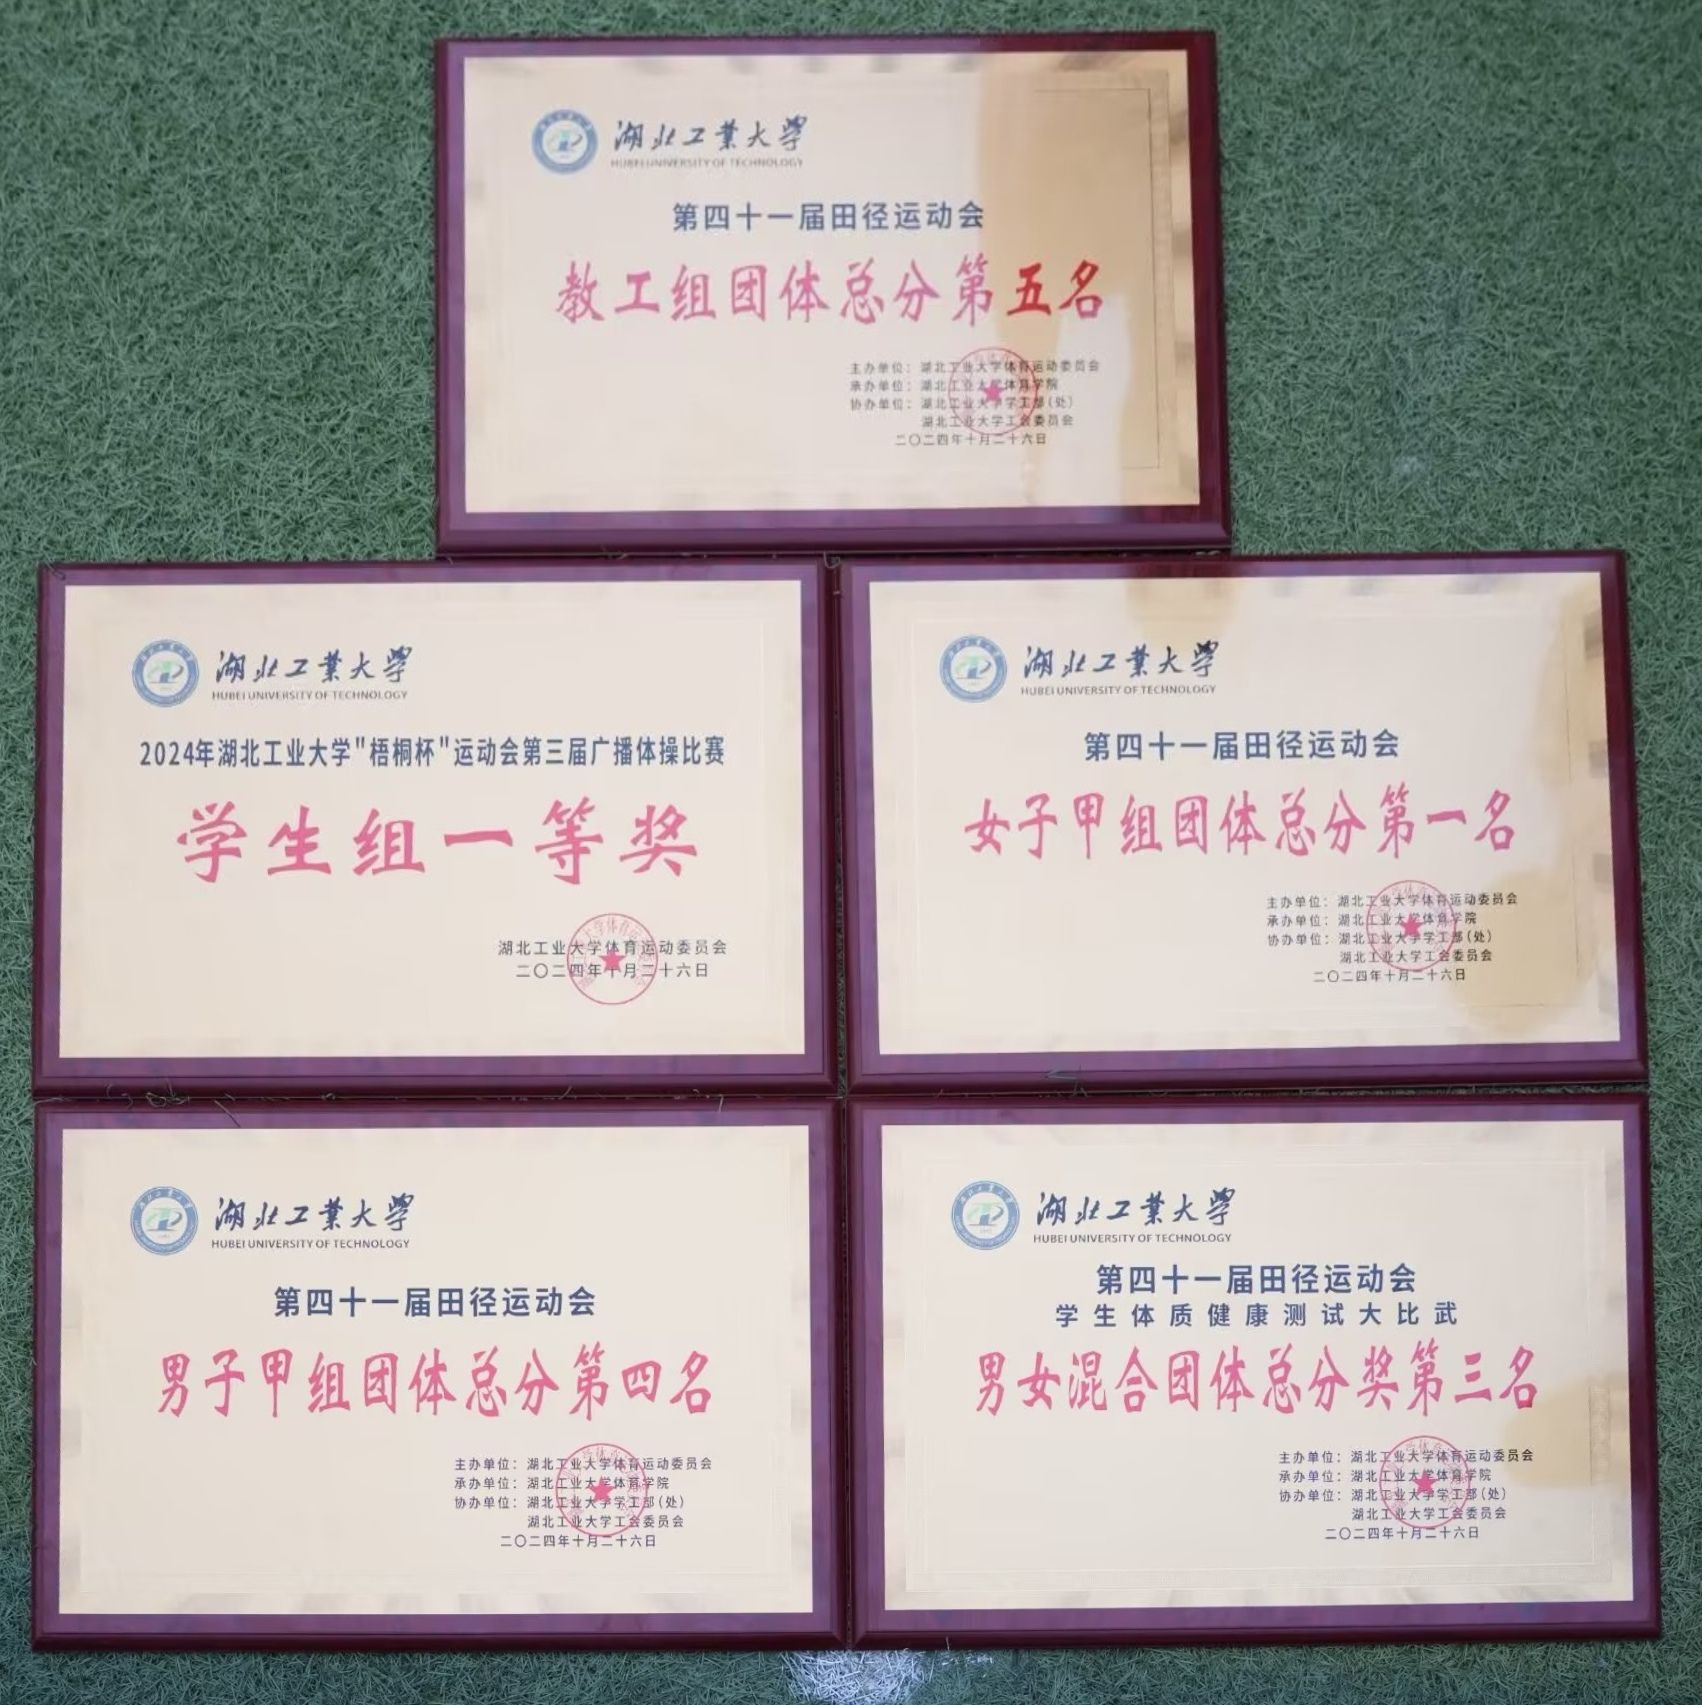 湖北工業大學
HUBEI UNIVERSITY OF TECHNOLOGY
第四十一届田径运动会
教工组团体总分第五名
主办单位：湖北工业大学体育运动委员会
承办单位：湖北工业大学体育学院
协办单位：湖北工业大学学工部(处)
湖北工业大学工会委员会
二〇二四年十月二十六日
湖北工業大學
HUBEI UNIVERSITY OF TECHNOLOGY
2024年湖北工业大学"梧桐杯"运动会第三届广播体操比赛
学生组一等奖
湖北工业大学体育运动委员会
二〇二四年十月二十六日
湖北工業大學
HUBEI UNIVERSITY OF TECHNOLOGY
第四十一届田径运动会
女子甲组团体总分第一名
主办单位：湖北工业大学体育运动委员会
承办单位：湖北工业大学体育学院
协办单位：湖北工业大学学工部(处)
湖北工业大学工会委员会
二〇二四年十月二十六日
湖北工業大學
HUBEI UNIVERSITY OF TECHNOLOGY
第四十一届田径运动会
男子甲组团体总分第四名
主办单位：湖北工业大学体育运动委员会
承办单位：湖北工业大学体育学院
协办单位：湖北工业大学学工部(处)
湖北工业大学工会委员会
二〇二四年十月二十六日
湖北工業大學
HUBEI UNIVERSITY OF TECHNOLOGY
第四十一届田径运动会
学生体质健康测试大比武
男女混合团体总分奖第三名
主办单位：湖北工业大学体育运动委员会
承办单位：湖北工业大学体育学院
协办单位：湖北工业大学学工部(处)
湖北工业大学工会委员会
二〇二四年十月二十六日